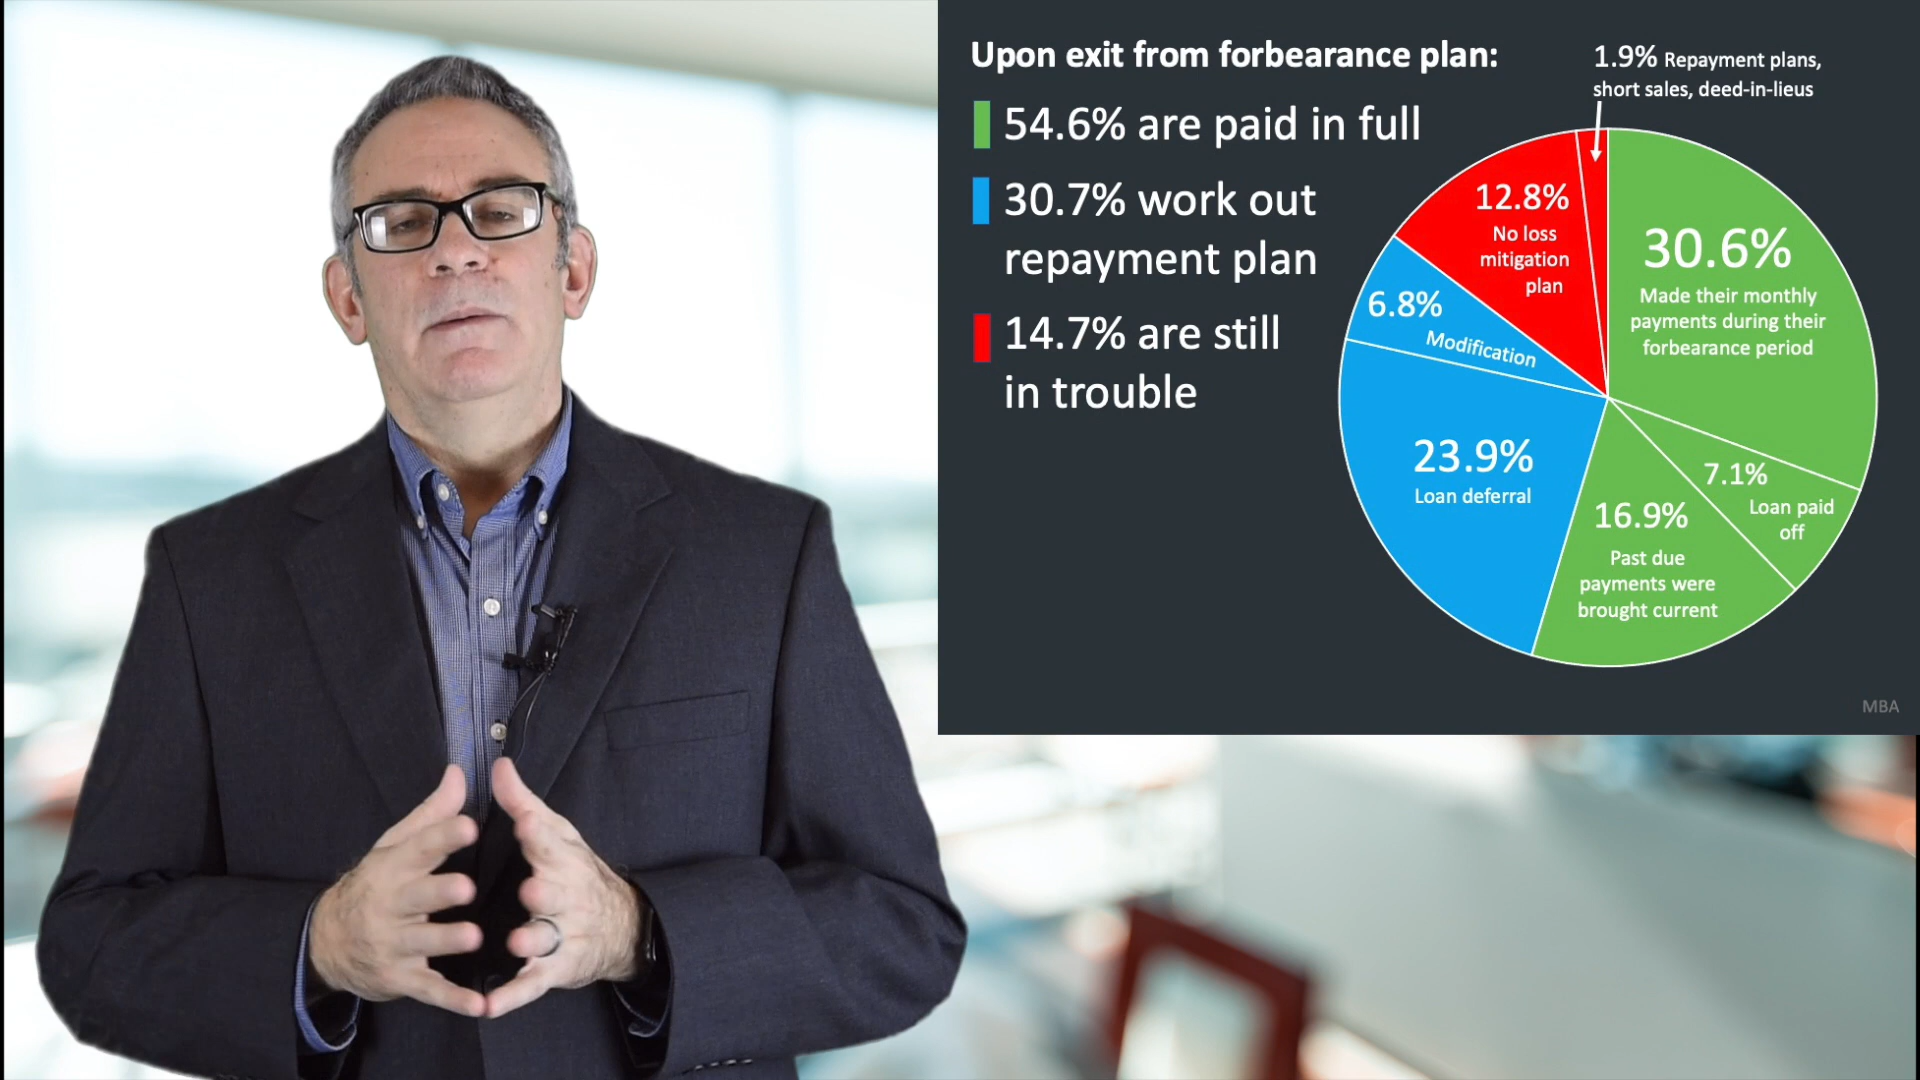 Upon exit from forbearance plan:
54.6% are paid in full
30.7% work out
repayment plan
14.7% are still
in trouble
1.9% Repayment plans,
short sales, deed-in-lieus
12.8%
No loss
mitigation
plan
30.6%
Made their monthly
payments during their
forbearance period
6.8%
Modification
23.9%
Loan deferral
7.1%
Loan paid
off
16.9%
Past due
payments were
brought current
MBA